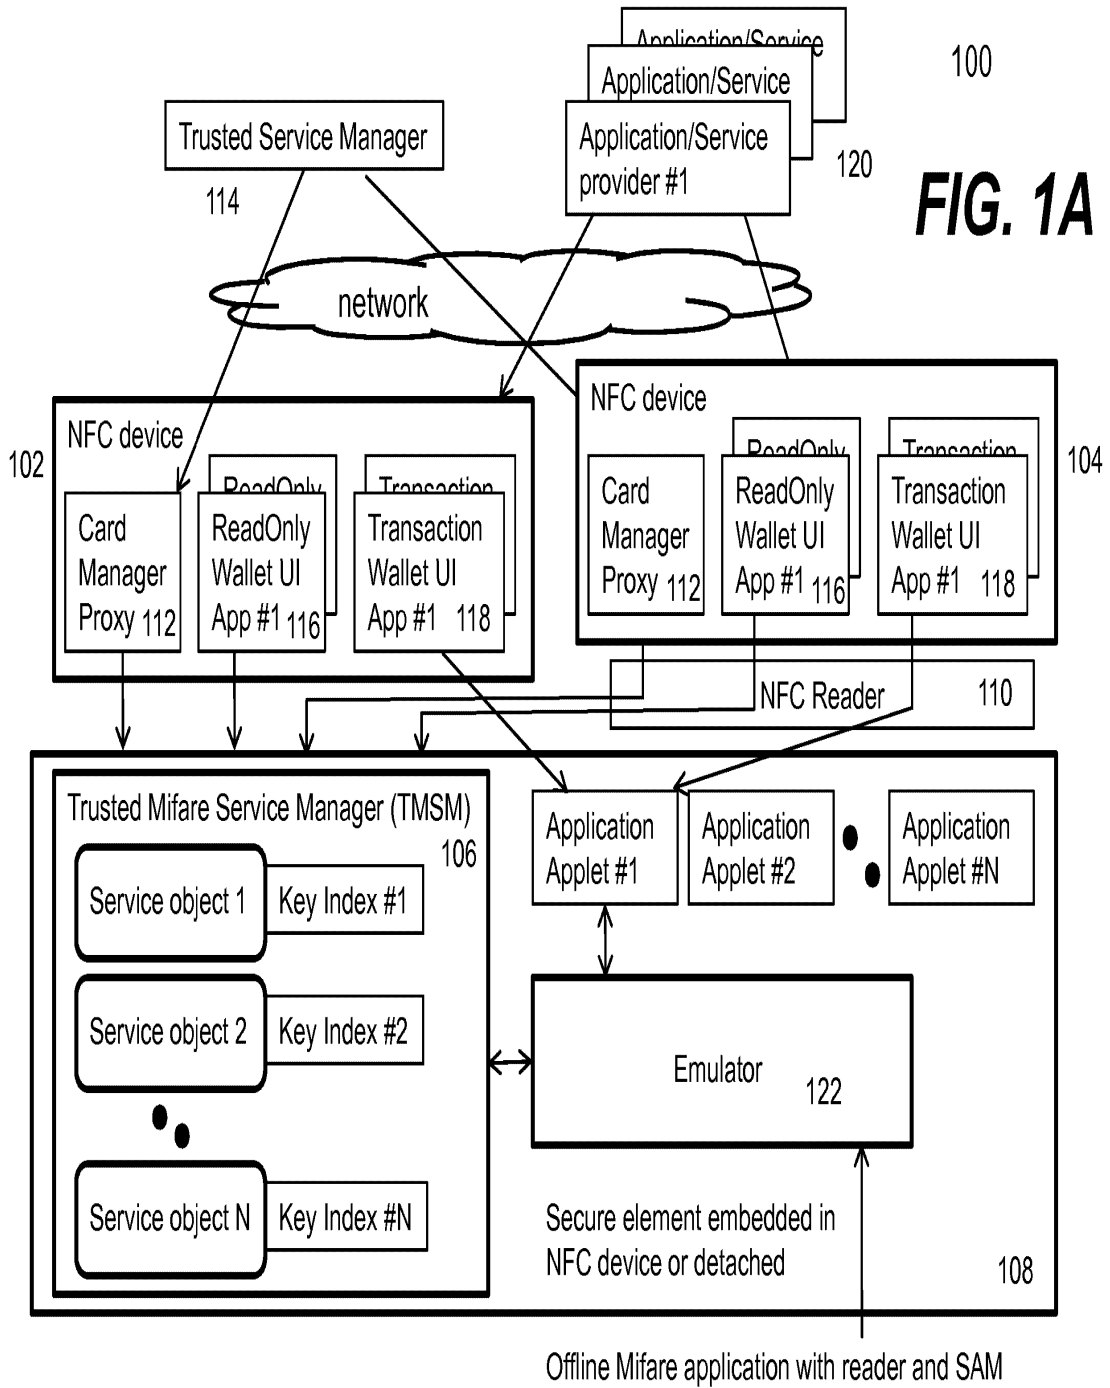 Application/Service
100
Application/Service
Trusted Service Manager
Application/Service
provider #1
120
114
FIG. 1A
network
NFC device
102
ReadOnly
Transaction
Card
Manager
Proxy 112
ReadOnly
Wallet UI
App #1 116
Transaction
Wallet UI
App #1 118
NFC device
104
ReadOnly
Transaction
Card
Manager
Proxy 112
ReadOnly
Wallet UI
App #1 116
Transaction
Wallet UI
App #1 118
NFC Reader 110
Trusted Mifare Service Manager (TMSM)
106
Service object 1 Key Index #1
Service object 2 Key Index #2
Service object N Key Index #N
Application
Applet #1
Application
Applet #2
Application
Applet #N
Emulator 122
Secure element embedded in
NFC device or detached
108
Offline Mifare application with reader and SAM